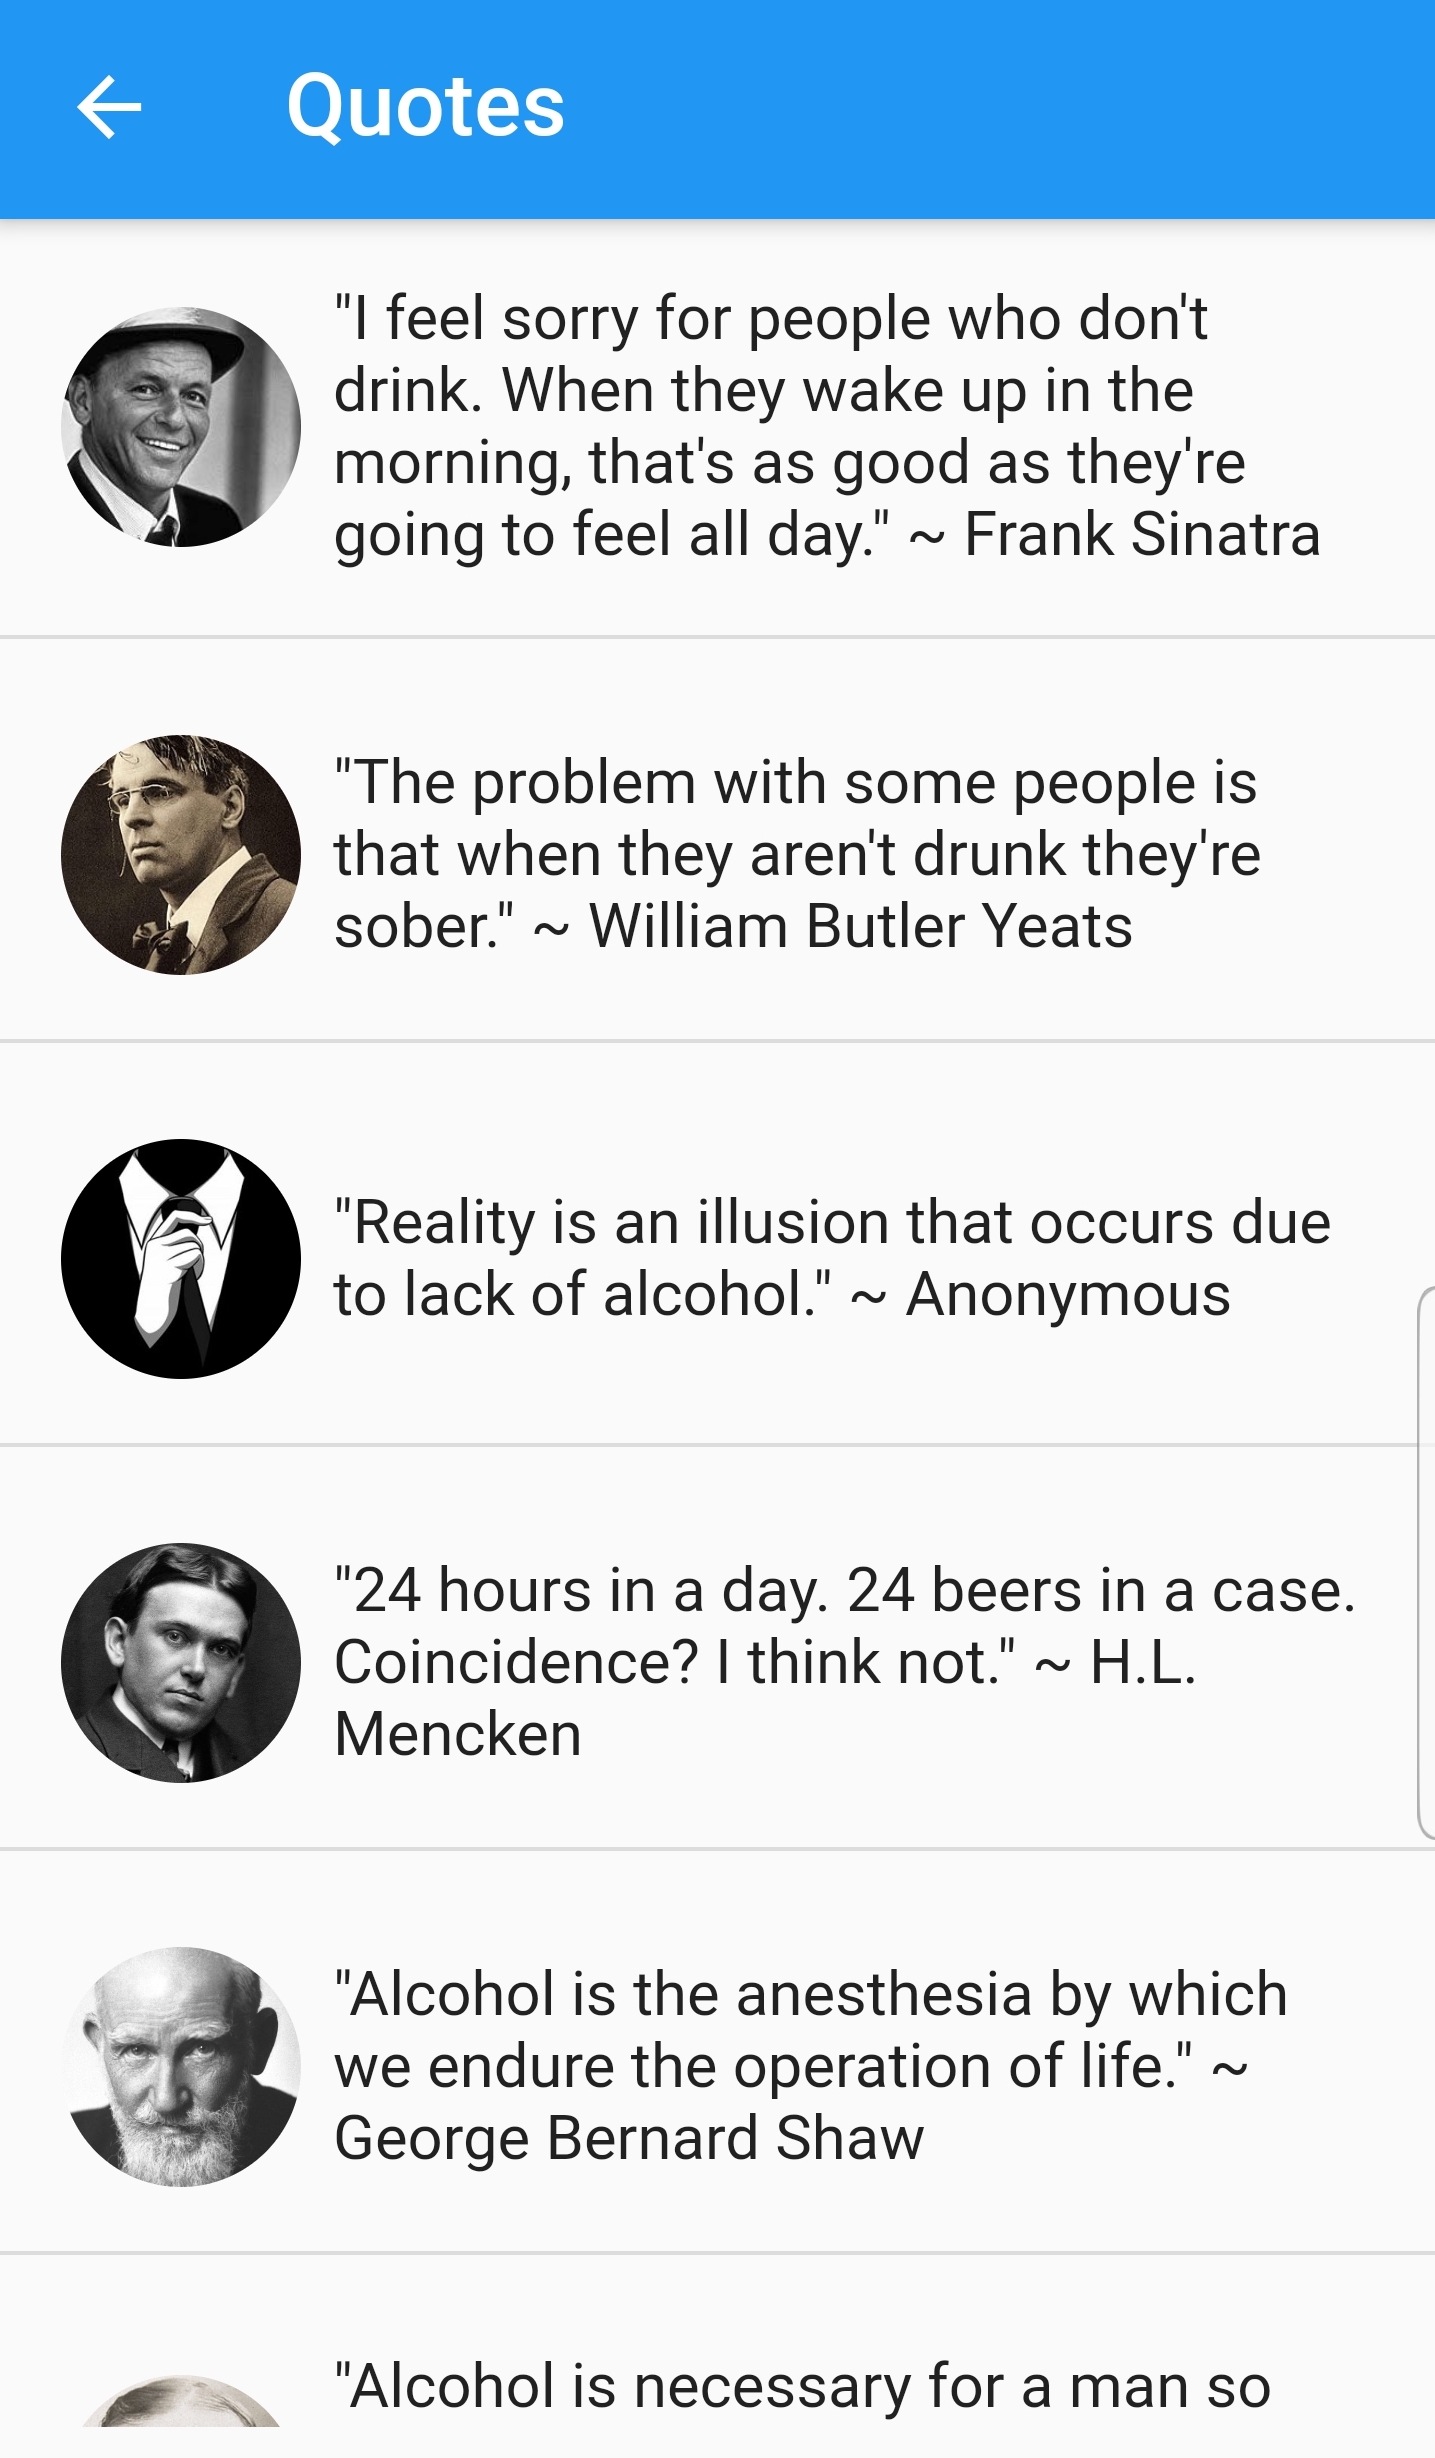 Quotes
"I feel sorry for people who don't
drink. When they wake up in the
morning, that's as good as they're
going to feel all day." ~ Frank Sinatra
"The problem with some people is
that when they aren't drunk they're
sober." ~ William Butler Yeats
"Reality is an illusion that occurs due
to lack of alcohol." ~ Anonymous
"24 hours in a day. 24 beers in a case.
Coincidence? I think not." ~ H.L.
Mencken
"Alcohol is the anesthesia by which
we endure the operation of life." ~
George Bernard Shaw
"Alcohol is necessary for a man so